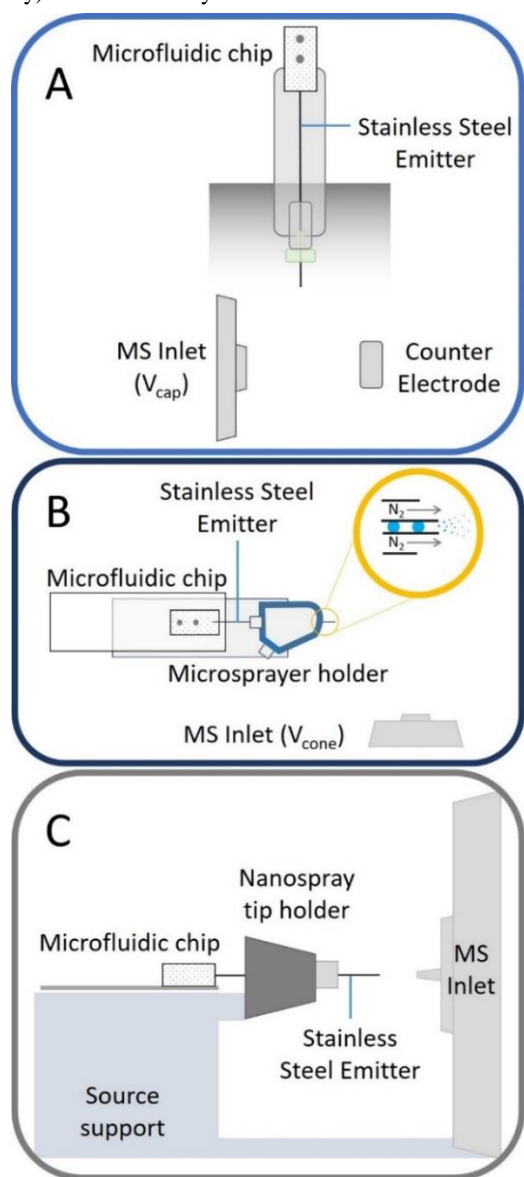 y),
A
Microfluidic chip
Stainless Steel
Emitter
MS Inlet
(Vcap)
Counter
Electrode
B
Stainless Steel
Emitter
N2
N2
Microfluidic chip
Microsprayer holder
MS Inlet (Vcone)
C
Nanospray
tip holder
Microfluidic chip
MS
Inlet
Stainless
Steel Emitter
Source
support